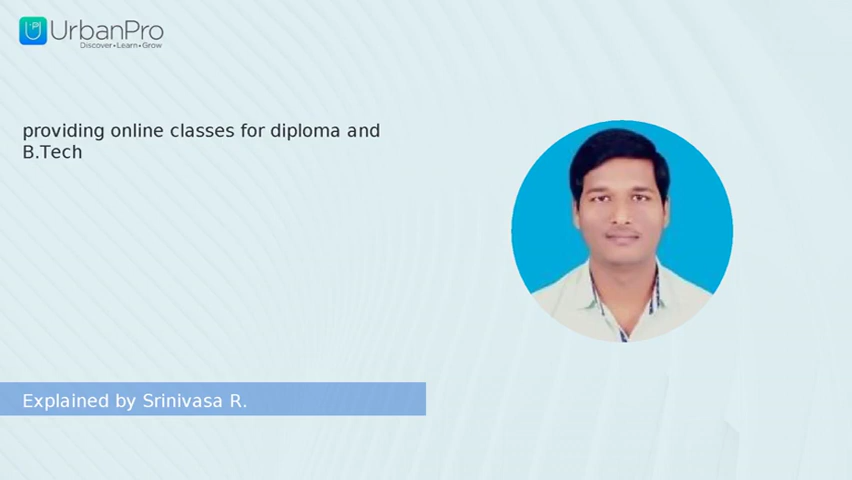 UrbanPro
Discover•Learn•Grow
providing online classes for diploma and
B.Tech
Explained by Srinivasa R.